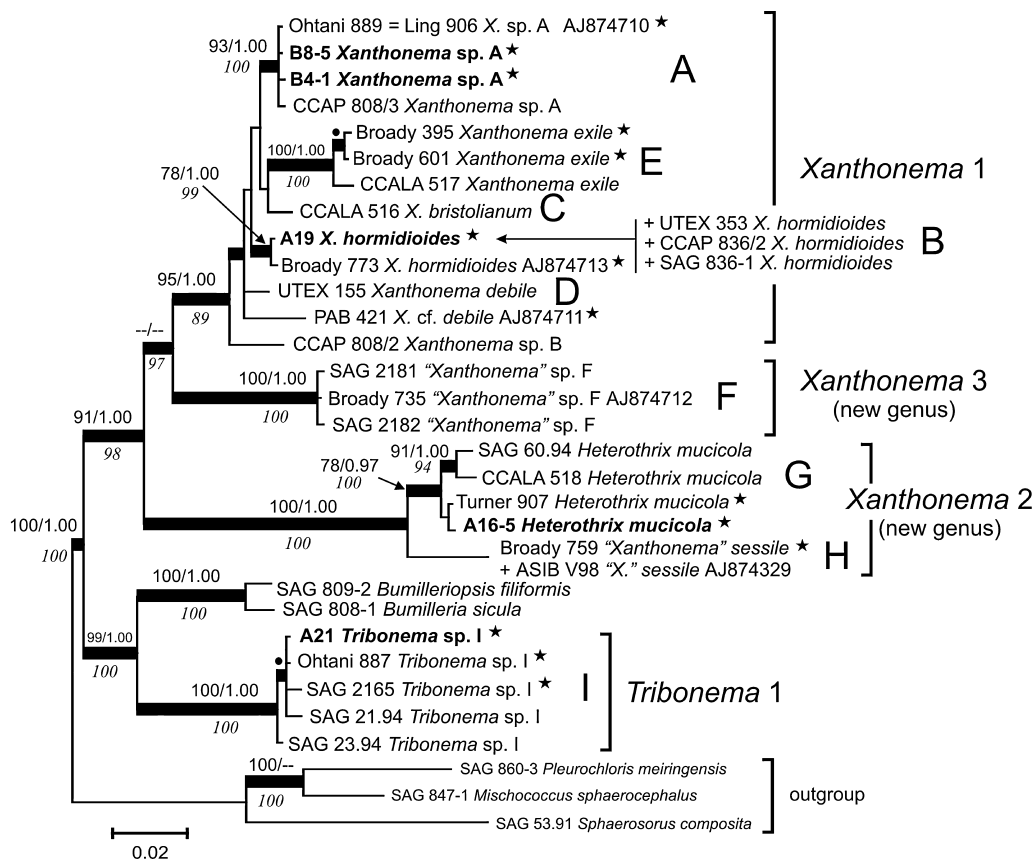 Ohtani 889 = Ling 906 X. sp. A AJ874710 ★
93/1.00
B8-5 Xanthonema sp. A ★
100
A
B4-1 Xanthonema sp. A ★
CCAP 808/3 Xanthonema sp. A
Broady 395 Xanthonema exile ★
100/1.00
Broady 601 Xanthonema exile ★
E
Xanthonema 1
78/1.00
99
100
CCALA 517 Xanthonema exile
CCALA 516 X. bristolianum
C
+ UTEX 353 X. hormidioides
A19 X. hormidioides ★
+ CCAP 836/2 X. hormidioides
B
Broady 773 X. hormidioides AJ874713 ★
+ SAG 836-1 X. hormidioides
95/1.00
UTEX 155 Xanthonema debile
D
89
PAB 421 X. cf. debile AJ874711 ★
--/--
CCAP 808/2 Xanthonema sp. B
97
SAG 2181 “Xanthonema” sp. F
100/1.00
Xanthonema 3
Broady 735 “Xanthonema” sp. F AJ874712
F
(new genus)
100
SAG 2182 “Xanthonema” sp. F
91/1.00
98
91/1.00
SAG 60.94 Heterothrix mucicola
78/0.97
94
100
CCALA 518 Heterothrix mucicola
G
Turner 907 Heterothrix mucicola ★
Xanthonema 2
100/1.00
A16-5 Heterothrix mucicola ★
(new genus)
100
Broady 759 “Xanthonema” sessile ★
H
+ ASIB V98 “X.” sessile AJ874329
100/1.00
100
100/1.00
SAG 809-2 Bumilleriopsis filiformis
100
SAG 808-1 Bumilleria sicula
99/1.00
A21 Tribonema sp. I ★
100
Ohtani 887 Tribonema sp. I ★
100/1.00
SAG 2165 Tribonema sp. I ★
I
Tribonema 1
100
SAG 21.94 Tribonema sp. I
SAG 23.94 Tribonema sp. I
100/--
SAG 860-3 Pleurochloris meiringensis
100
SAG 847-1 Mischococcus sphaerocephalus
outgroup
SAG 53.91 Sphaerosorus composita
0.02